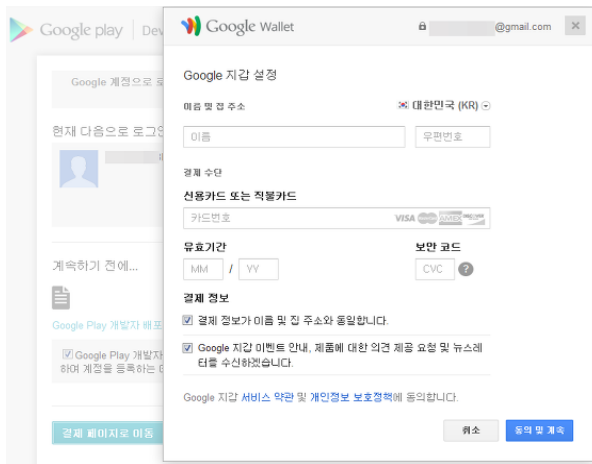 Google play | Dev
Google 계정으로 로
현재 다음으로 로그인
계속하기 전에...
Google Play 개발자 배포
Google Play 개발자
하여 계정을 등록하는 데
결제 페이지로 이동
Google Wallet
@gmail.com
Google 지갑 설정
이름 및 집 주소
대한민국 (KR)
이름
우편번호
결제 수단
신용카드 또는 직불카드
카드번호
VISA
AMEX
유효기간
보안 코드
MM / YY
CVC
?
결제 정보
결제 정보가 이름 및 집 주소와 동일합니다.
Google 지갑 이벤트 안내, 제품에 대한 의견 제공 요청 및 뉴스레
터를 수신하겠습니다.
Google 지갑 서비스 약관 및 개인정보 보호정책에 동의합니다.
취소
동의 및 계속